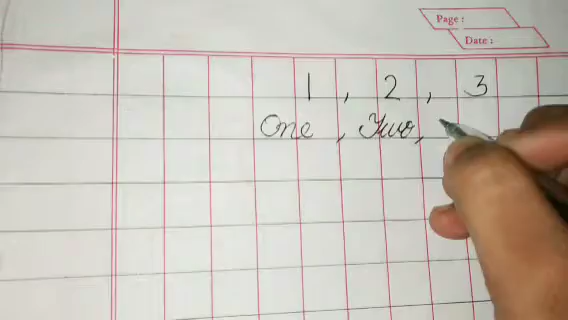 Page :
Date :
1 , 2 , 3
One , Two,